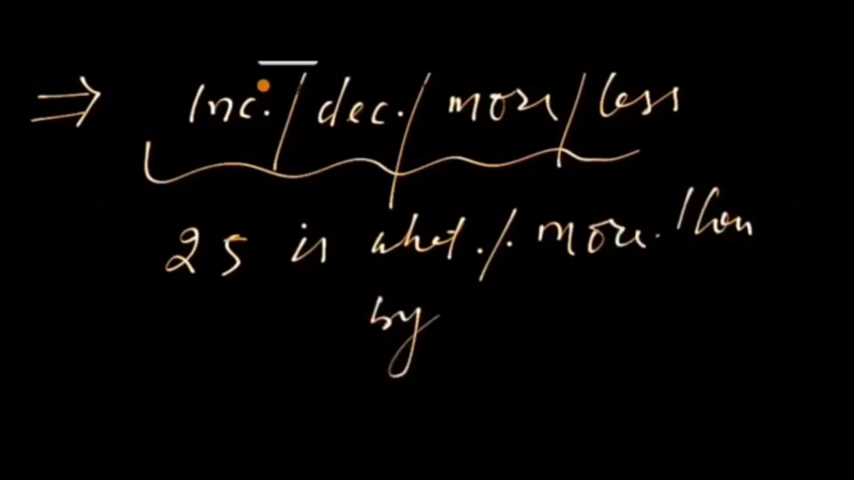 ⇒ Inc. / dec. / more / less
25 is what % more than
by